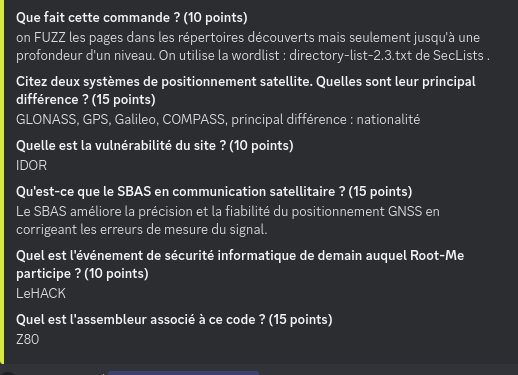 Que fait cette commande ? (10 points)
on FUZZ les pages dans les répertoires découverts mais seulement jusqu'à une
profondeur d'un niveau. On utilise la wordlist : directory-list-2.3.txt de SecLists .
Citez deux systèmes de positionnement satellite. Quelles sont leur principal
différence ? (15 points)
GLONASS, GPS, Galileo, COMPASS, principal différence : nationalité
Quelle est la vulnérabilité du site ? (10 points)
IDOR
Qu'est-ce que le SBAS en communication satellitaire ? (15 points)
Le SBAS améliore la précision et la fiabilité du positionnement GNSS en
corrigeant les erreurs de mesure du signal.
Quel est l'événement de sécurité informatique de demain auquel Root-Me
participe ? (10 points)
LeHACK
Quel est l'assembleur associé à ce code ? (15 points)
Z80